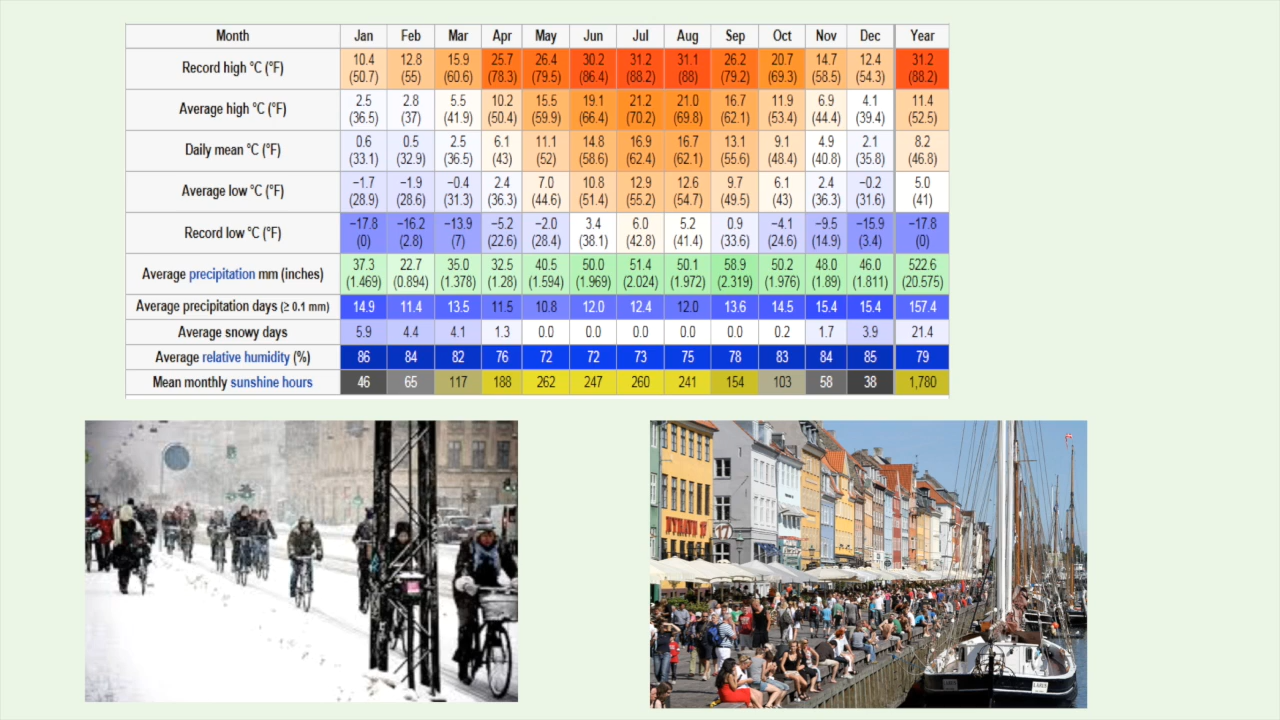 Month Jan Feb Mar Apr May Jun Jul Aug Sep Oct Nov Dec Year
Record high °C (°F) 10.4 (50.7) 12.8 (55) 15.9 (60.6) 25.7 (78.3) 26.4 (79.5) 30.2 (86.4) 31.2 (88.2) 31.1 (88) 26.2 (79.2) 20.7 (69.3) 14.7 (58.5) 12.4 (54.3) 31.2 (88.2)
Average high °C (°F) 2.5 (36.5) 2.8 (37) 5.5 (41.9) 10.2 (50.4) 15.5 (59.9) 19.1 (66.4) 21.2 (70.2) 21.0 (69.8) 16.7 (62.1) 11.9 (53.4) 6.9 (44.4) 4.1 (39.4) 11.4 (52.5)
Daily mean °C (°F) 0.6 (33.1) 0.5 (32.9) 2.5 (36.5) 6.1 (43) 11.1 (52) 14.8 (58.6) 16.9 (62.4) 16.7 (62.1) 13.1 (55.6) 9.1 (48.4) 4.9 (40.8) 2.1 (35.8) 8.2 (46.8)
Average low °C (°F) −1.7 (28.9) −1.9 (28.6) −0.4 (31.3) 2.4 (36.3) 7.0 (44.6) 10.8 (51.4) 12.9 (55.2) 12.6 (54.7) 9.7 (49.5) 6.1 (43) 2.4 (36.3) −0.2 (31.6) 5.0 (41)
Record low °C (°F) −17.8 (0) −16.2 (2.8) −13.9 (7) −5.2 (22.6) −2.0 (28.4) 3.4 (38.1) 6.0 (42.8) 5.2 (41.4) 0.9 (33.6) −4.1 (24.6) −9.5 (14.9) −15.9 (3.4) −17.8 (0)
Average precipitation mm (inches) 37.3 (1.469) 22.7 (0.894) 35.0 (1.378) 32.5 (1.28) 40.5 (1.594) 50.0 (1.969) 51.4 (2.024) 50.1 (1.972) 58.9 (2.319) 50.2 (1.976) 48.0 (1.89) 46.0 (1.811) 522.6 (20.575)
Average precipitation days (≥ 0.1 mm) 14.9 11.4 13.5 11.5 10.8 12.0 12.4 12.0 13.6 14.5 15.4 15.4 157.4
Average snowy days 5.9 4.4 4.1 1.3 0.0 0.0 0.0 0.0 0.0 0.2 1.7 3.9 21.4
Average relative humidity (%) 86 84 82 76 72 72 73 75 78 83 84 85 79
Mean monthly sunshine hours 46 65 117 188 262 247 260 241 154 103 58 38 1,780
NYHAVN 17
17